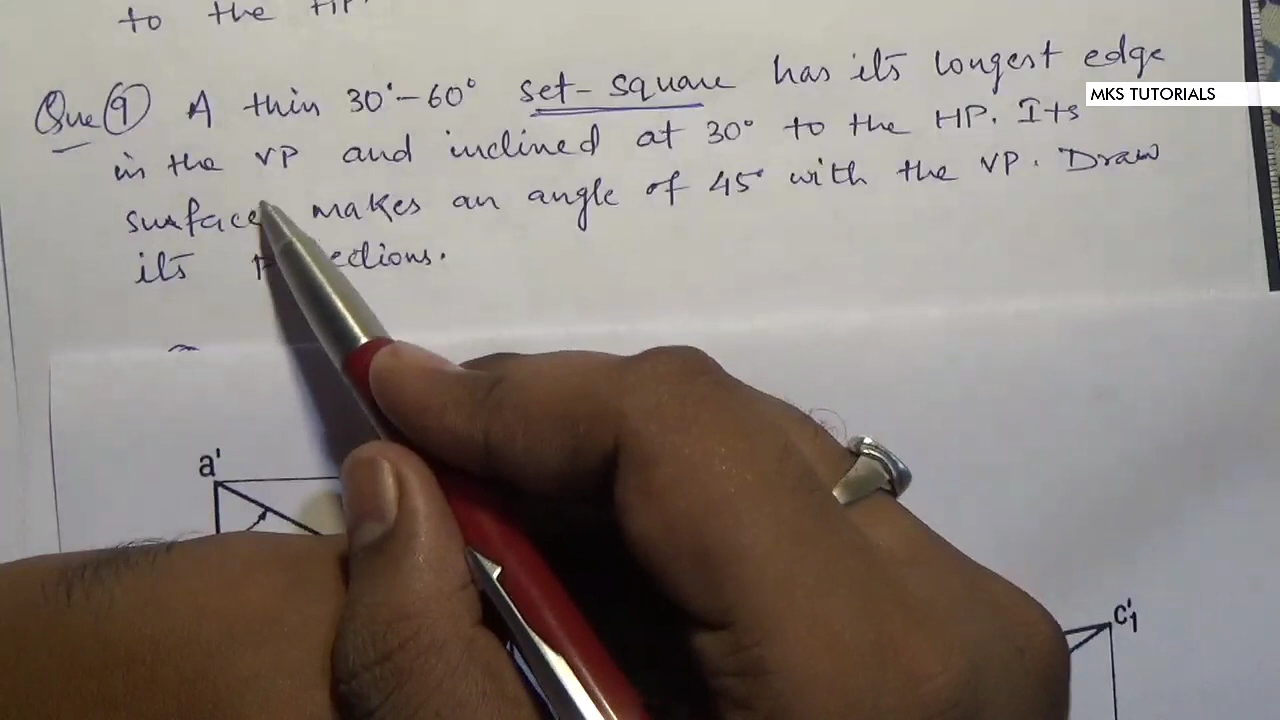 to the HP.
Que 9 A thin 30°-60° set-square has its longest edge
MKS TUTORIALS
in the VP and inclined at 30° to the HP. Its
surface makes an angle of 45° with the VP. Draw
its ections.
a'
c'1